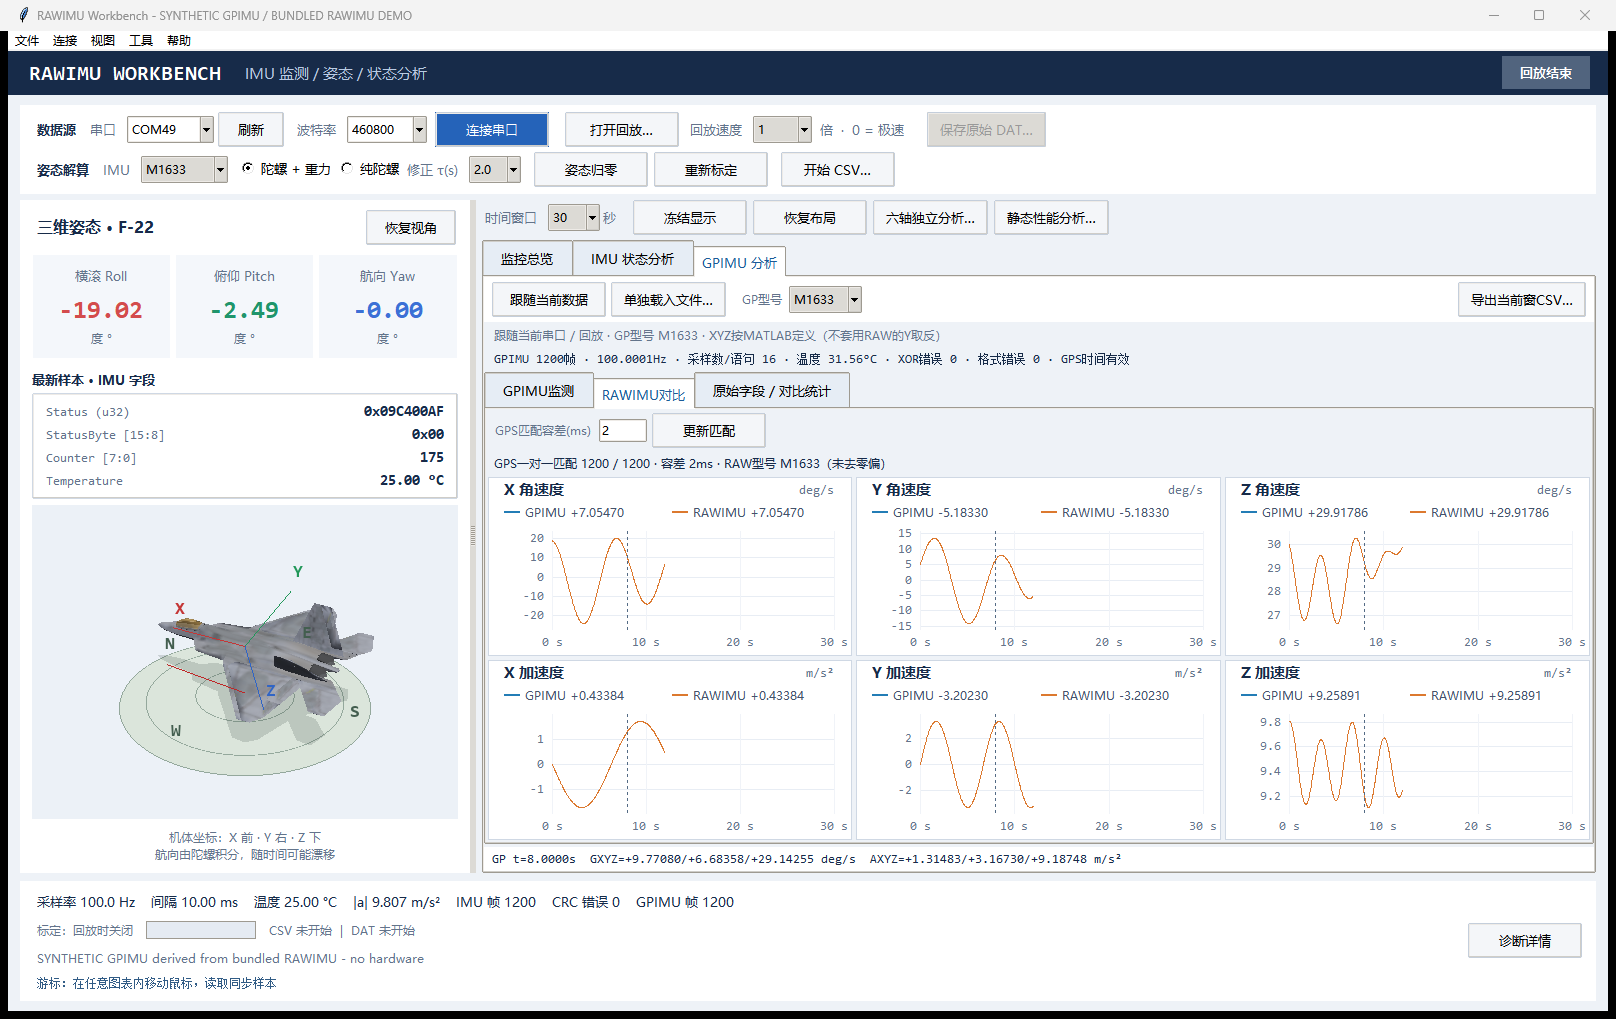 RAWIMU Workbench - SYNTHETIC GPIMU / BUNDLED RAWIMU DEMO
文件 连接 视图 工具 帮助
RAWIMU WORKBENCH IMU 监测 / 姿态 / 状态分析 回放结束
数据源 串口 COM49 刷新 波特率 460800 连接串口 打开回放... 回放速度 1 倍 · 0 = 极速 保存原始 DAT...
姿态解算 IMU M1633 陀螺 + 重力 纯陀螺 修正 τ(s) 2.0 姿态归零 重新标定 开始 CSV...
三维姿态 • F-22 恢复视角
横滚 Roll 俯仰 Pitch 航向 Yaw
-19.02 -2.49 -0.00
度 ° 度 ° 度 °
最新样本 • IMU 字段
Status (u32) 0x09C400AF
StatusByte [15:8] 0x00
Counter [7:0] 175
Temperature 25.00 °C
Y
X
N
E
Z
S
W
机体坐标：X 前 · Y 右 · Z 下
航向由陀螺积分，随时间可能漂移
时间窗口 30 秒 冻结显示 恢复布局 六轴独立分析... 静态性能分析...
监控总览 IMU 状态分析 GPIMU 分析
跟随当前数据 单独载入文件... GP型号 M1633 导出当前窗CSV...
跟随当前串口 / 回放 · GP型号 M1633 · XYZ按MATLAB定义（不套用RAW的Y取反）
GPIMU 1200帧 · 100.0001Hz · 采样数/语句 16 · 温度 31.56°C · XOR错误 0 · 格式错误 0 · GPS时间有效
GPIMU监测 RAWIMU对比 原始字段 / 对比统计
GPS匹配容差(ms) 2 更新匹配
GPS一对一匹配 1200 / 1200 · 容差 2ms · RAW型号 M1633（未去零偏）
X 角速度 deg/s
GPIMU +7.05470 RAWIMU +7.05470
20
10
0
-10
-20
0 s 10 s 20 s 30 s
Y 角速度 deg/s
GPIMU -5.18330 RAWIMU -5.18330
15
10
5
0
-5
-10
-15
0 s 10 s 20 s 30 s
Z 角速度 deg/s
GPIMU +29.91786 RAWIMU +29.91786
30
29
28
27
0 s 10 s 20 s 30 s
X 加速度 m/s²
GPIMU +0.43384 RAWIMU +0.43384
1
0
-1
0 s 10 s 20 s 30 s
Y 加速度 m/s²
GPIMU -3.20230 RAWIMU -3.20230
2
0
-2
0 s 10 s 20 s 30 s
Z 加速度 m/s²
GPIMU +9.25891 RAWIMU +9.25891
9.8
9.6
9.4
9.2
0 s 10 s 20 s 30 s
GP t=8.0000s GXYZ=+9.77080/+6.68358/+29.14255 deg/s AXYZ=+1.31483/+3.16730/+9.18748 m/s²
采样率 100.0 Hz 间隔 10.00 ms 温度 25.00 °C |a| 9.807 m/s² IMU 帧 1200 CRC 错误 0 GPIMU 帧 1200
标定：回放时关闭 CSV 未开始 | DAT 未开始
SYNTHETIC GPIMU derived from bundled RAWIMU - no hardware
诊断详情
游标：在任意图表内移动鼠标，读取同步样本